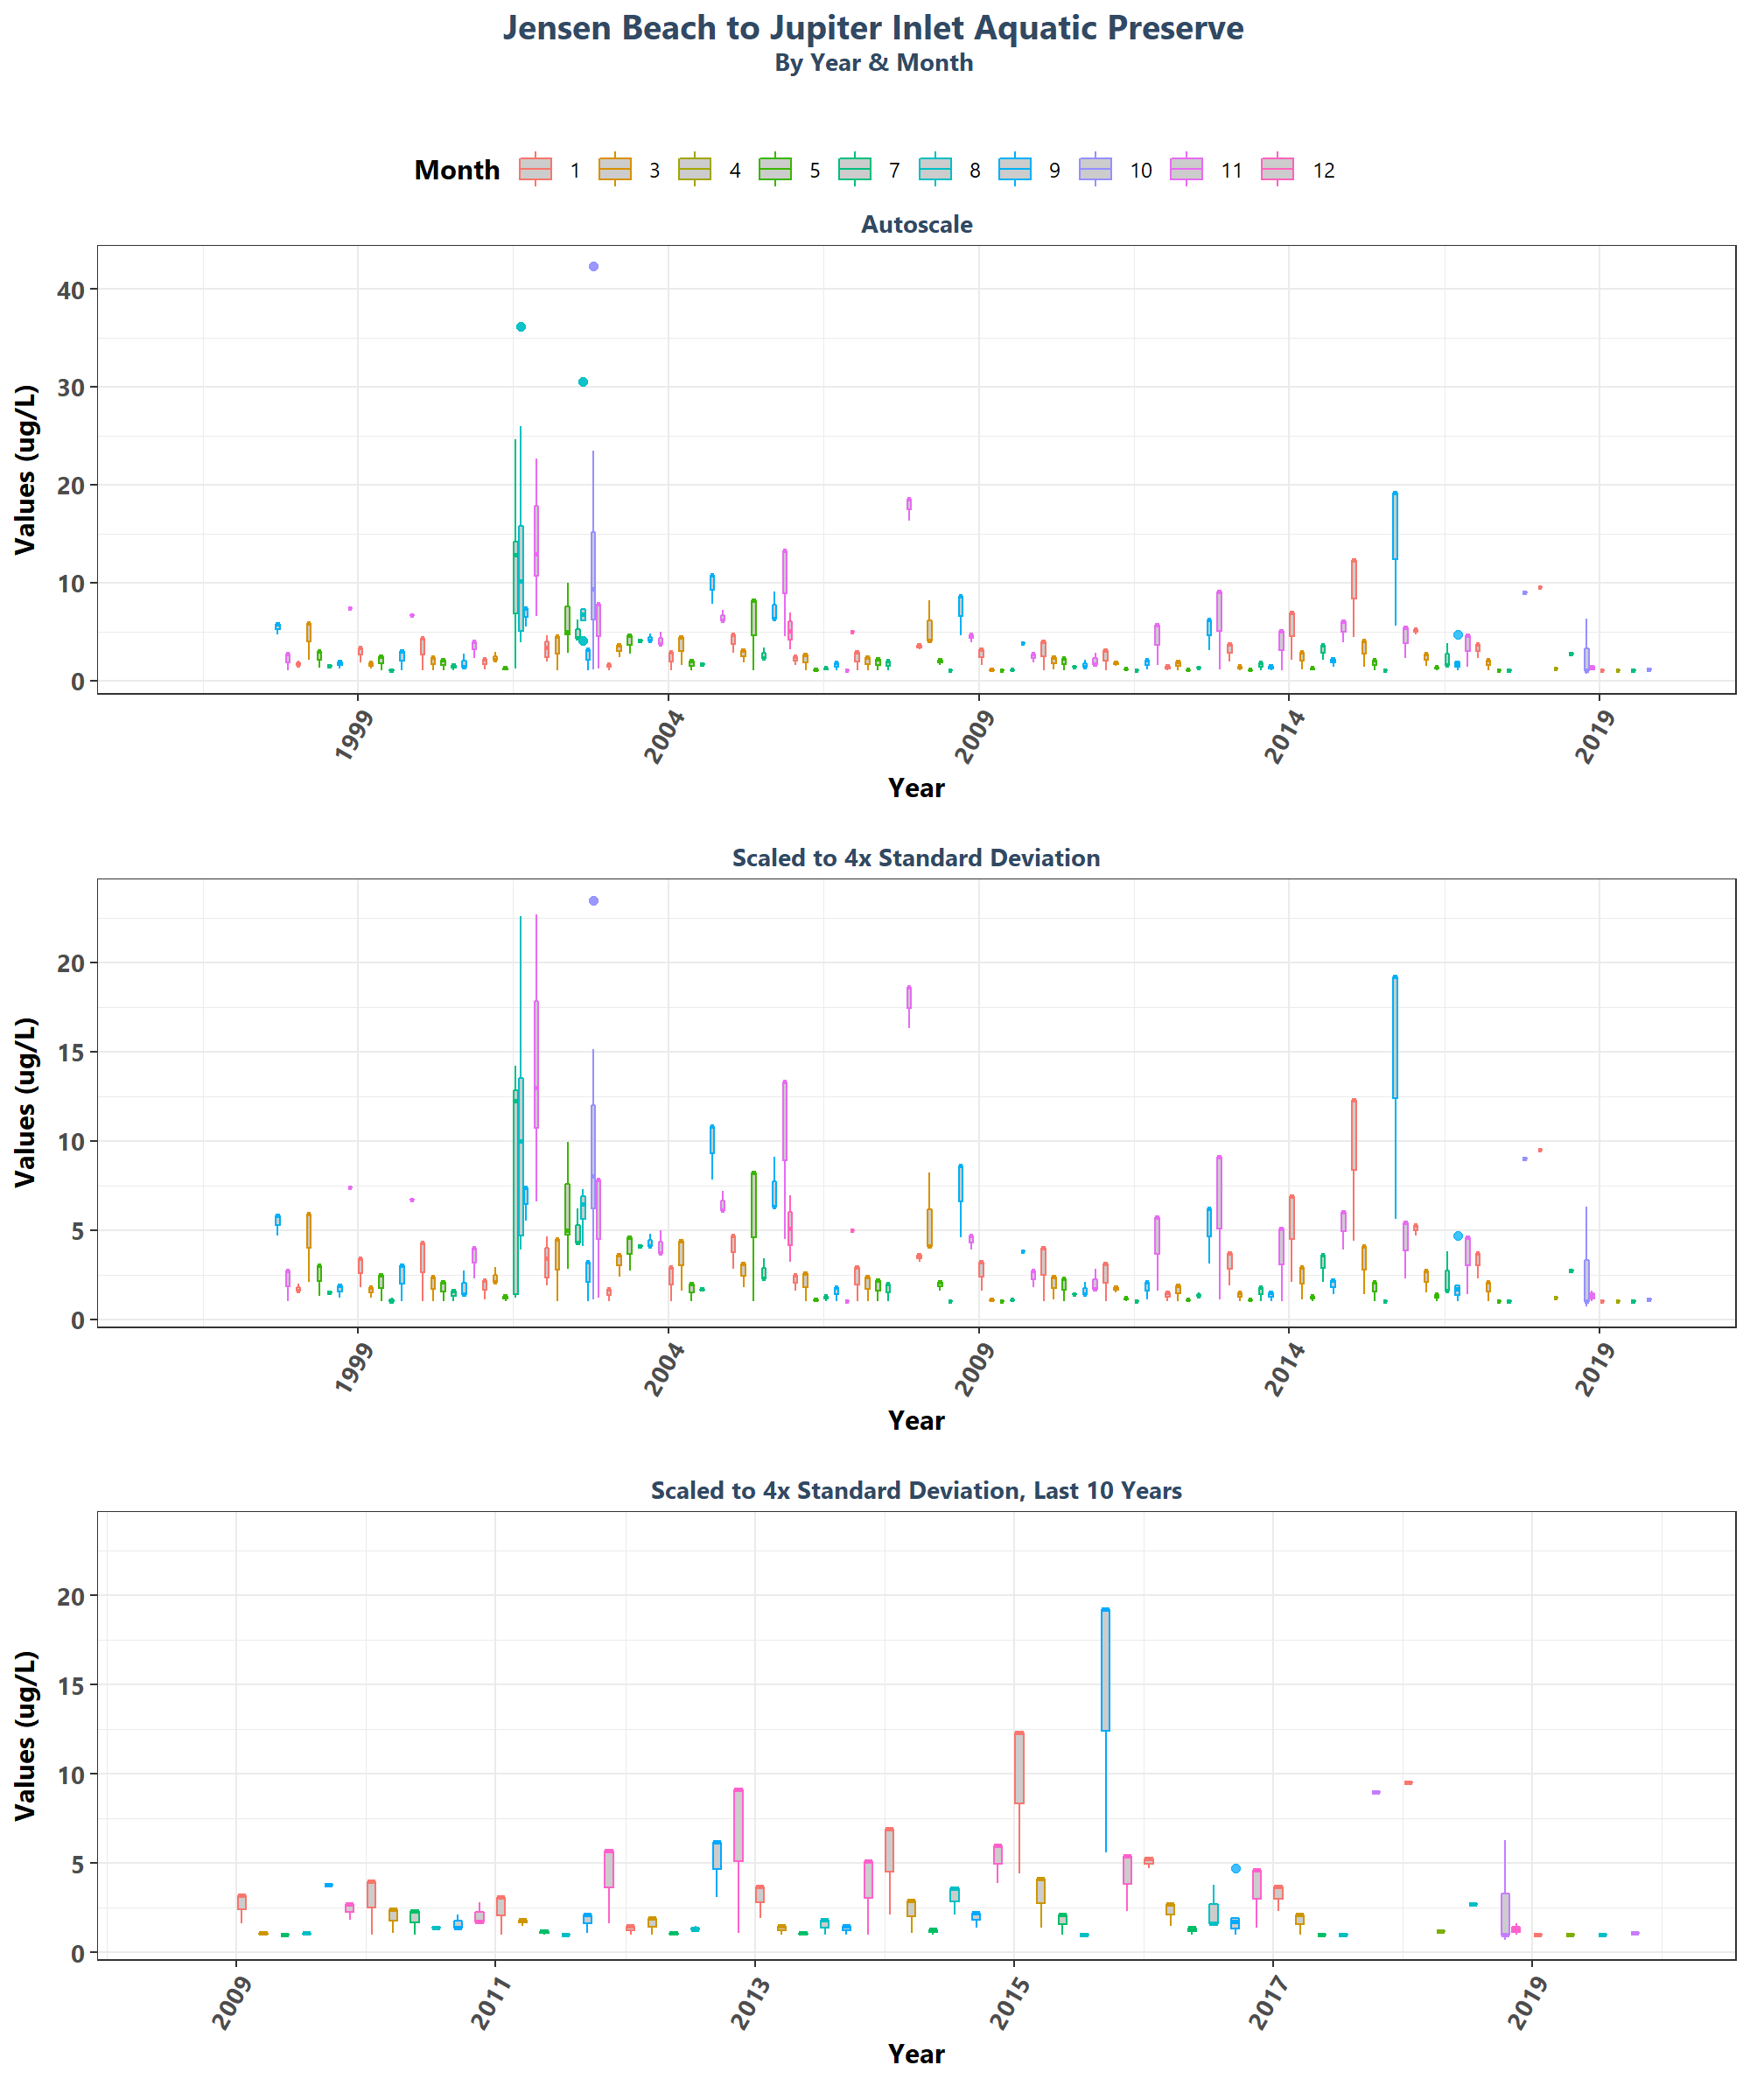 Jensen Beach to Jupiter Inlet Aquatic Preserve
By Year & Month
Month 1 3 4 5 7 8 9 10 11 12
Autoscale
Values (ug/L)
40
30
20
10
0
1999 2004 2009 2014 2019
Year
Scaled to 4x Standard Deviation
Values (ug/L)
20
15
10
5
0
1999 2004 2009 2014 2019
Year
Scaled to 4x Standard Deviation, Last 10 Years
Values (ug/L)
20
15
10
5
0
2009 2011 2013 2015 2017 2019
Year